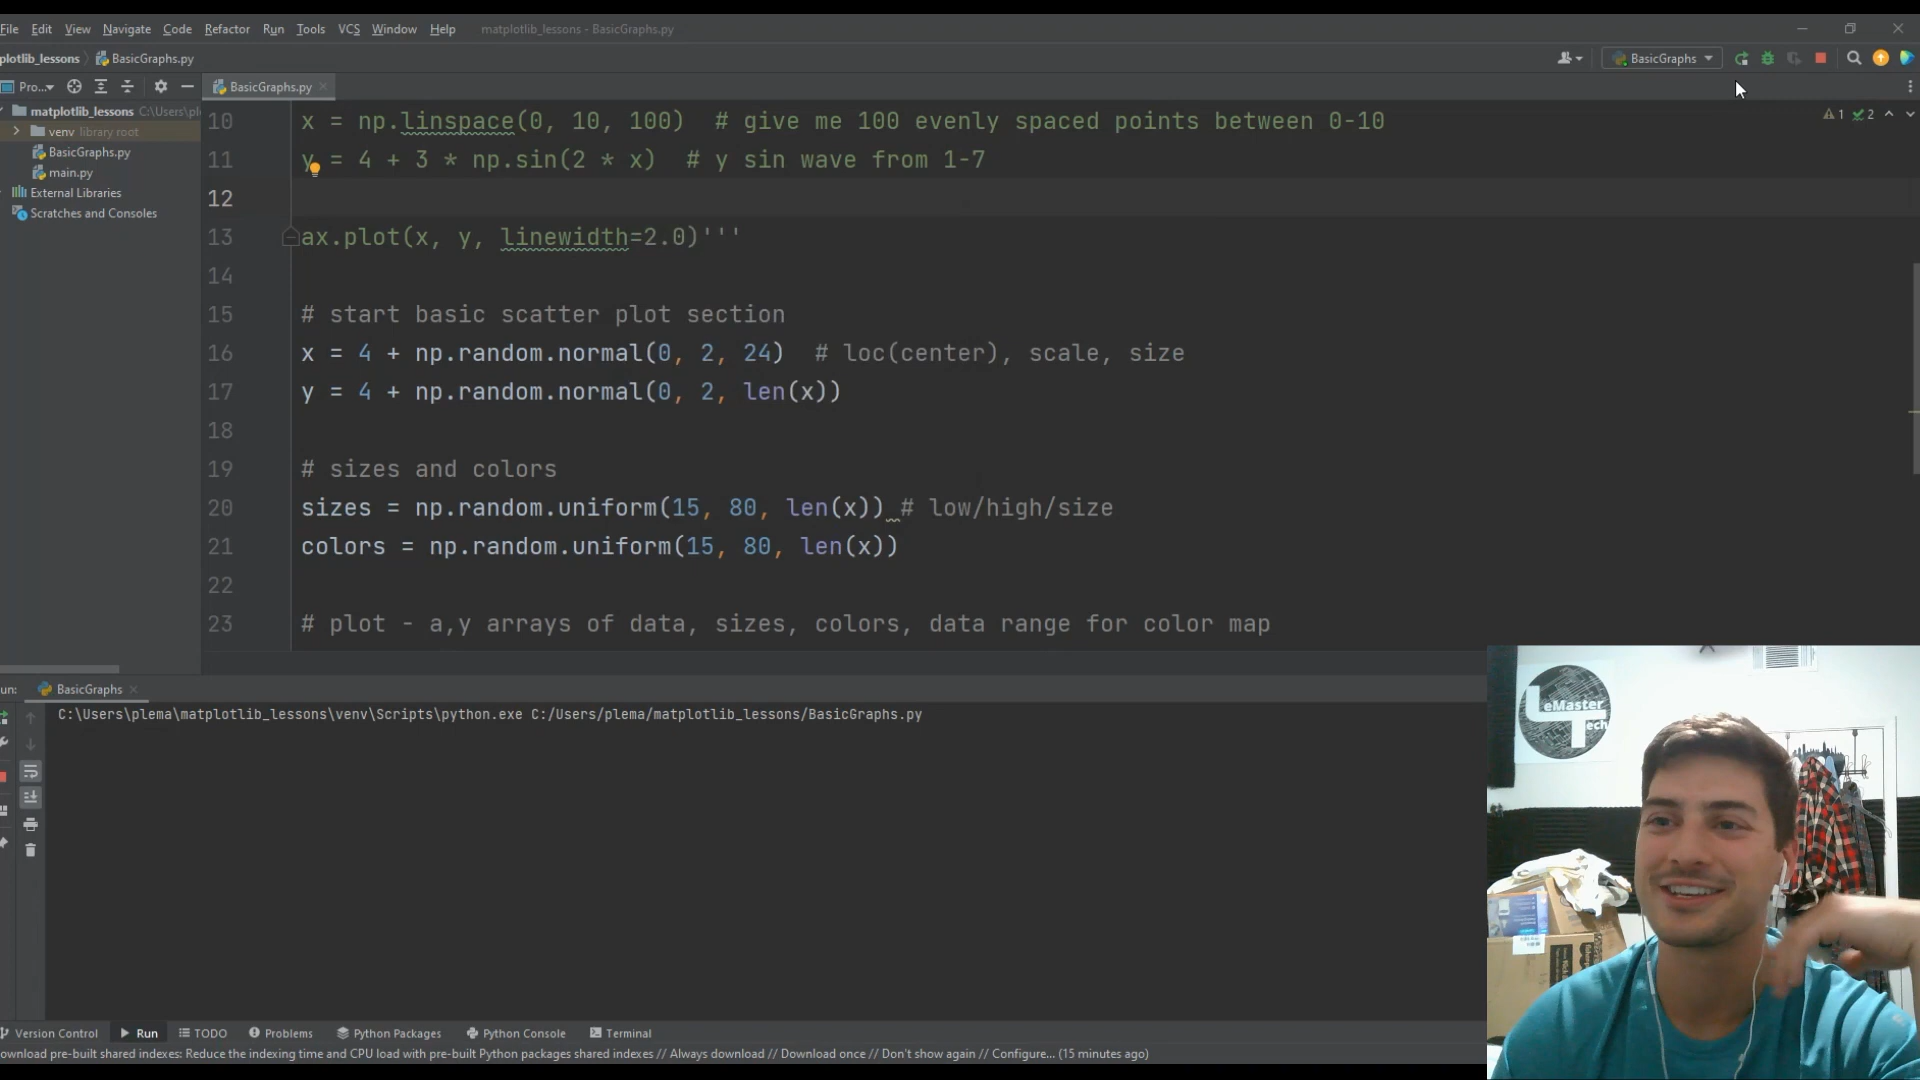 File Edit View Navigate Code Refactor Run Tools VCS Window Help matplotlib_lessons - BasicGraphs.py
plotlib_lessons BasicGraphs.py BasicGraphs
Pro... BasicGraphs.py
matplotlib_lessons C:\Users\pl
venv library root
BasicGraphs.py
main.py
External Libraries
Scratches and Consoles
1 2
10 x = np.linspace(0, 10, 100) # give me 100 evenly spaced points between 0-10
11 y = 4 + 3 * np.sin(2 * x) # y sin wave from 1-7
12
13 ax.plot(x, y, linewidth=2.0)'''
14
15 # start basic scatter plot section
16 x = 4 + np.random.normal(0, 2, 24) # loc(center), scale, size
17 y = 4 + np.random.normal(0, 2, len(x))
18
19 # sizes and colors
20 sizes = np.random.uniform(15, 80, len(x)) # low/high/size
21 colors = np.random.uniform(15, 80, len(x))
22
23 # plot - a,y arrays of data, sizes, colors, data range for color map
un: BasicGraphs
C:\Users\plema\matplotlib_lessons\venv\Scripts\python.exe C:/Users/plema/matplotlib_lessons/BasicGraphs.py
LeMaster
Tech
Version Control Run TODO Problems Python Packages Python Console Terminal
ownload pre-built shared indexes: Reduce the indexing time and CPU load with pre-built Python packages shared indexes // Always download // Download once // Don't show again // Configure... (15 minutes ago)